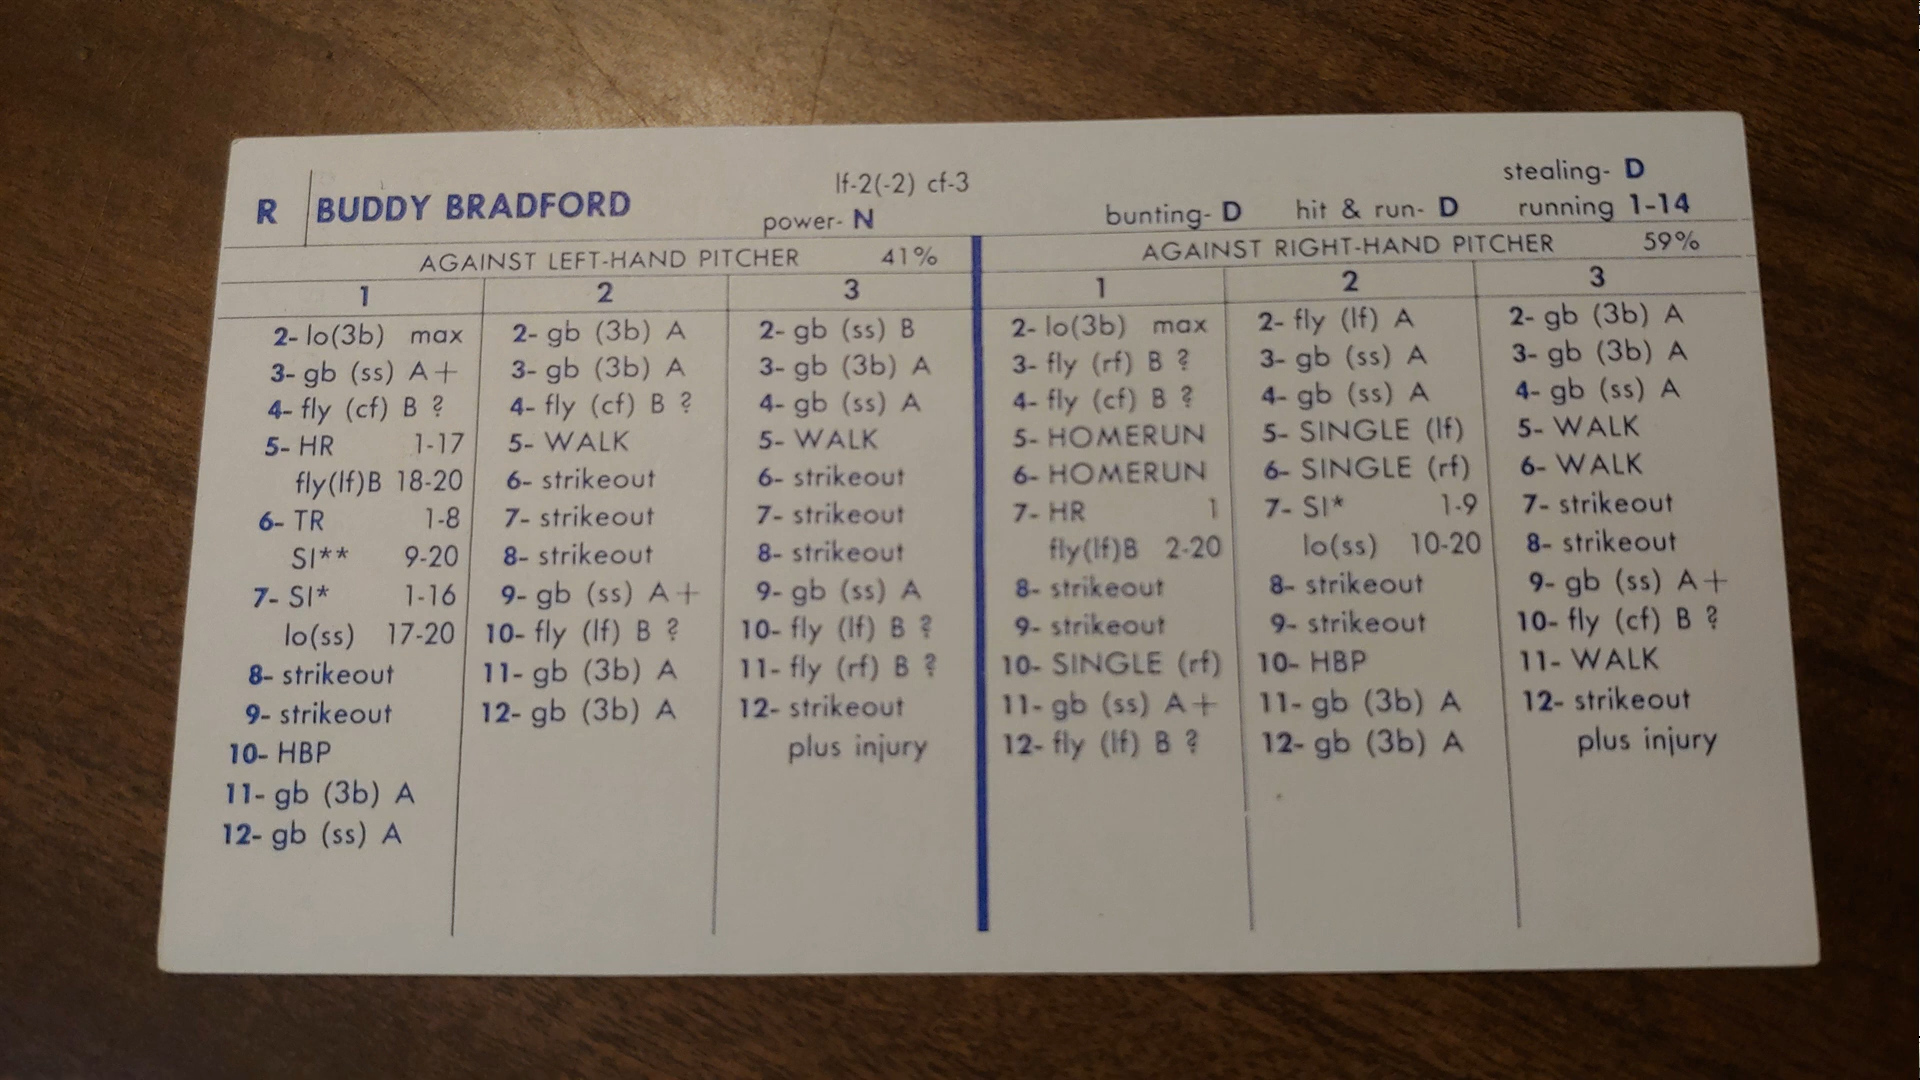 lf-2(-2) cf-3 stealing- D
R BUDDY BRADFORD power- N bunting- D hit & run- D running 1-14
AGAINST LEFT-HAND PITCHER 41%
1 2 3
2- lo(3b) max 2- gb (3b) A 2- gb (ss) B
3- gb (ss) A+ 3- gb (3b) A 3- gb (3b) A
4- fly (cf) B ? 4- fly (cf) B ? 4- gb (ss) A
5- HR 1-17 5- WALK 5- WALK
fly(lf)B 18-20 6- strikeout 6- strikeout
6- TR 1-8 7- strikeout 7- strikeout
SI** 9-20 8- strikeout 8- strikeout
7- SI* 1-16 9- gb (ss) A+ 9- gb (ss) A
lo(ss) 17-20 10- fly (lf) B ? 10- fly (lf) B ?
8- strikeout 11- gb (3b) A 11- fly (rf) B ?
9- strikeout 12- gb (3b) A 12- strikeout
10- HBP plus injury
11- gb (3b) A
12- gb (ss) A
AGAINST RIGHT-HAND PITCHER 59%
1 2 3
2- lo(3b) max 2- fly (lf) A 2- gb (3b) A
3- fly (rf) B ? 3- gb (ss) A 3- gb (3b) A
4- fly (cf) B ? 4- gb (ss) A 4- gb (ss) A
5- HOMERUN 5- SINGLE (lf) 5- WALK
6- HOMERUN 6- SINGLE (rf) 6- WALK
7- HR 1 7- SI* 1-9 7- strikeout
fly(lf)B 2-20 lo(ss) 10-20 8- strikeout
8- strikeout 8- strikeout 9- gb (ss) A+
9- strikeout 9- strikeout 10- fly (cf) B ?
10- SINGLE (rf) 10- HBP 11- WALK
11- gb (ss) A+ 11- gb (3b) A 12- strikeout
12- fly (lf) B ? 12- gb (3b) A plus injury